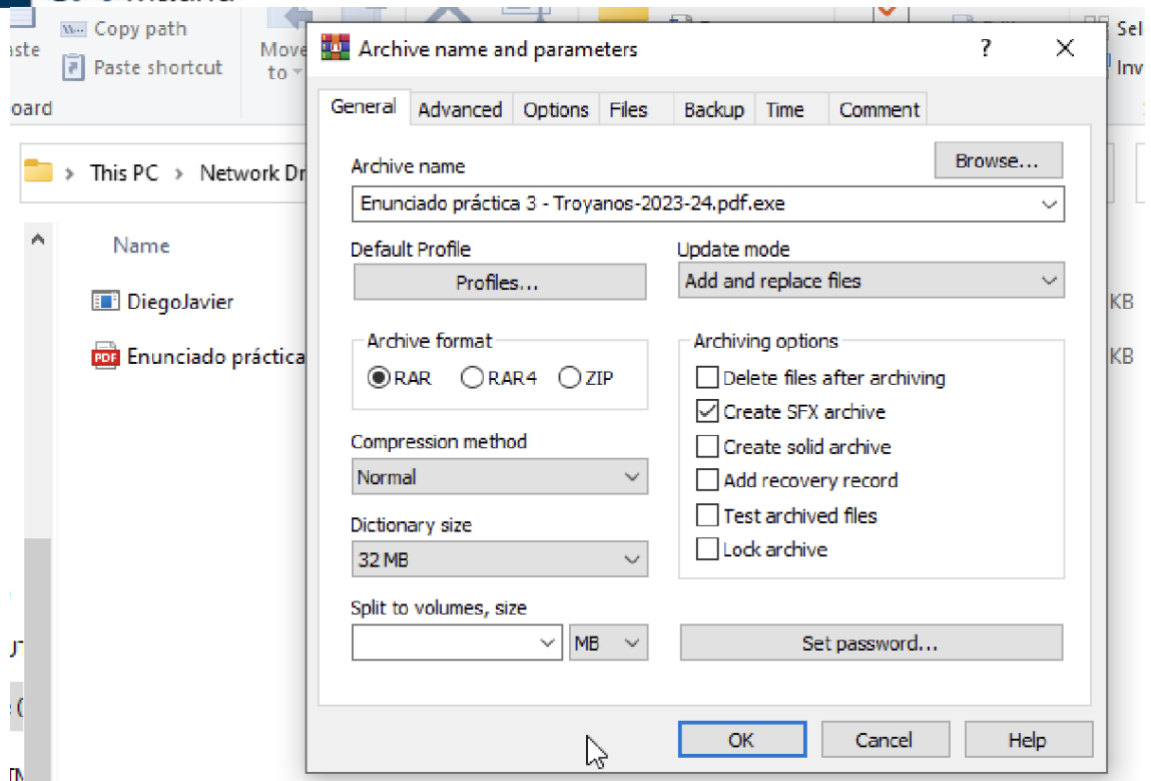 Copy path
Paste shortcut
Move
to
Sel
Inv
aste
oard
Archive name and parameters
?
General Advanced Options Files Backup Time Comment
This PC > Network Dr
Archive name
Browse...
Enunciado práctica 3 - Troyanos-2023-24.pdf.exe
Name
Default Profile
Update mode
Profiles...
Add and replace files
DiegoJavier
KB
PDF Enunciado práctica
KB
Archive format
RAR RAR4 ZIP
Archiving options
Delete files after archiving
Create SFX archive
Create solid archive
Add recovery record
Test archived files
Lock archive
Compression method
Normal
Dictionary size
32 MB
Split to volumes, size
MB
Set password...
OK Cancel Help